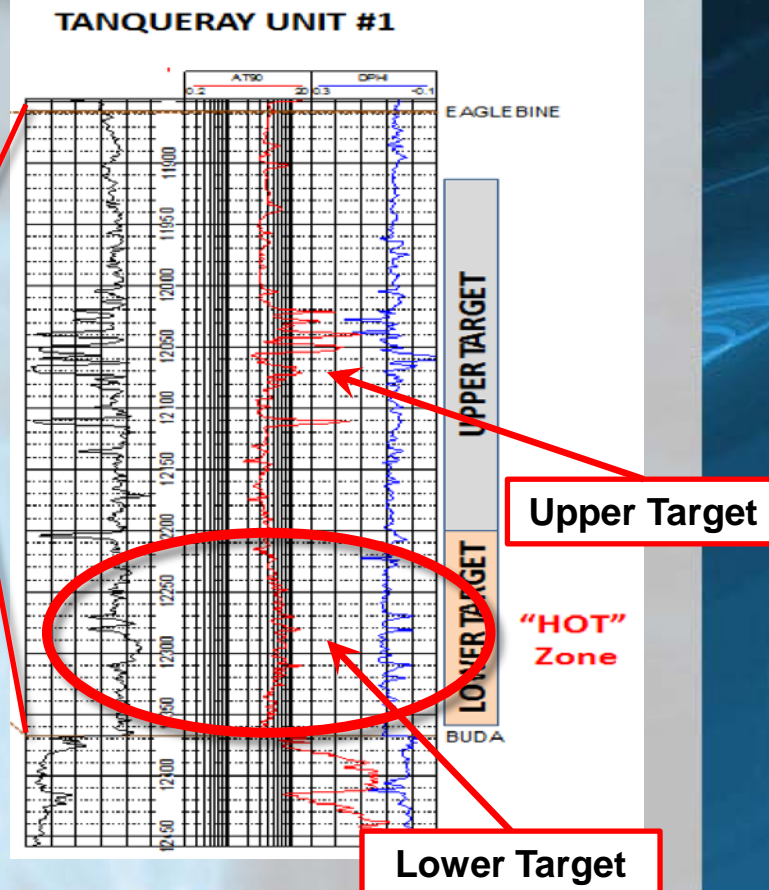 TANQUERAY UNIT #1
AT90
DPHI
0.2
20
0.3
-0.1
EAGLEBINE
11900
11950
12000
12050
12100
12150
12200
12250
12300
12350
12400
12450
UPPER TARGET
LOWER TARGET
Upper Target
"HOT"
Zone
BUDA
Lower Target